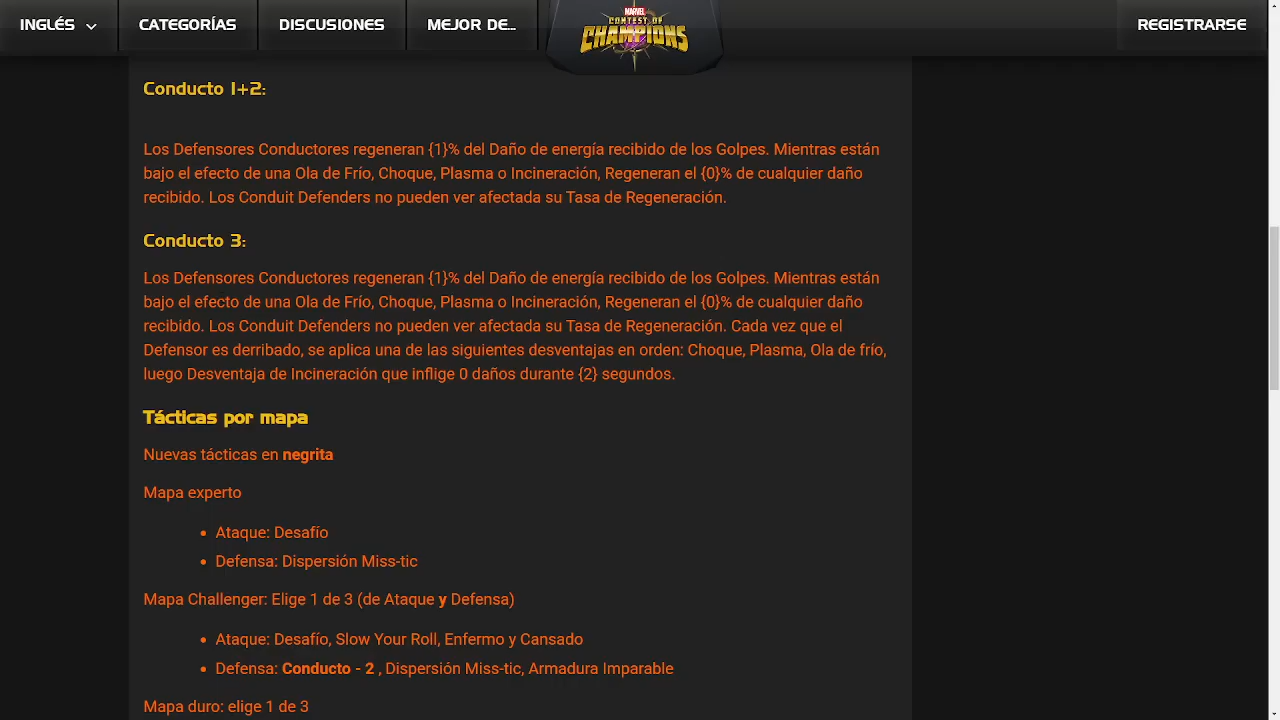 INGLÉS
CATEGORÍAS
DISCUSIONES
MEJOR DE...
MARVEL
CONTEST OF
CHAMPIONS
REGISTRARSE
Conducto 1+2:
Los Defensores Conductores regeneran {1}% del Daño de energía recibido de los Golpes. Mientras están
bajo el efecto de una Ola de Frío, Choque, Plasma o Incineración, Regeneran el {0}% de cualquier daño
recibido. Los Conduit Defenders no pueden ver afectada su Tasa de Regeneración.
Conducto 3:
Los Defensores Conductores regeneran {1}% del Daño de energía recibido de los Golpes. Mientras están
bajo el efecto de una Ola de Frío, Choque, Plasma o Incineración, Regeneran el {0}% de cualquier daño
recibido. Los Conduit Defenders no pueden ver afectada su Tasa de Regeneración. Cada vez que el
Defensor es derribado, se aplica una de las siguientes desventajas en orden: Choque, Plasma, Ola de frío,
luego Desventaja de Incineración que inflige 0 daños durante {2} segundos.
Tácticas por mapa
Nuevas tácticas en negrita
Mapa experto
• Ataque: Desafío
• Defensa: Dispersión Miss-tic
Mapa Challenger: Elige 1 de 3 (de Ataque y Defensa)
• Ataque: Desafío, Slow Your Roll, Enfermo y Cansado
• Defensa: Conducto - 2 , Dispersión Miss-tic, Armadura Imparable
Mapa duro: elige 1 de 3